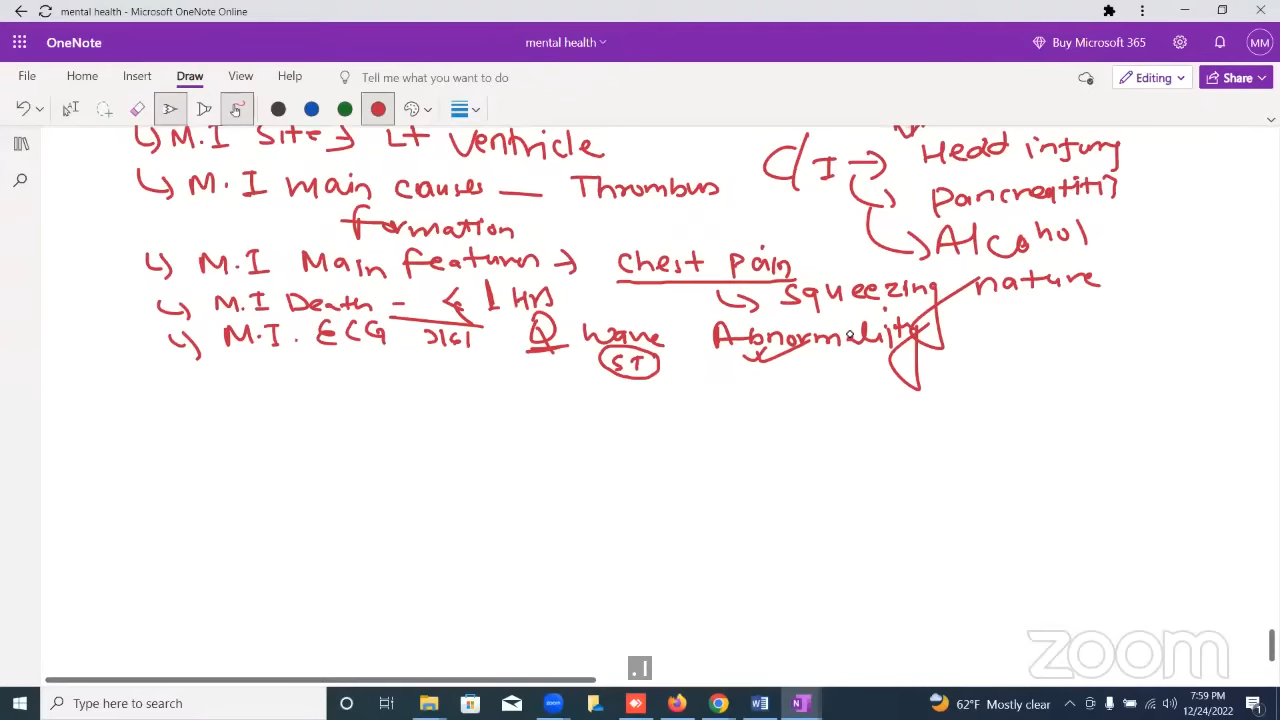 mental health - Microsoft OneNote Online
OneNote
mental health
Buy Microsoft 365
MM
File Home Insert Draw View Help Tell me what you want to do
Editing Share
M.I Site → Lt Ventricle
M.I main causes — Thrombus
formation
M.I Main features → chest pain
squeezing nature
M.I Death - < 1 Hrs
M.I. ECG Q wave Abnormality
ST
C/I → Head injury
Pancreatitis
Alcohol
zoom
Type here to search
62°F Mostly clear
7:59 PM
12/24/2022